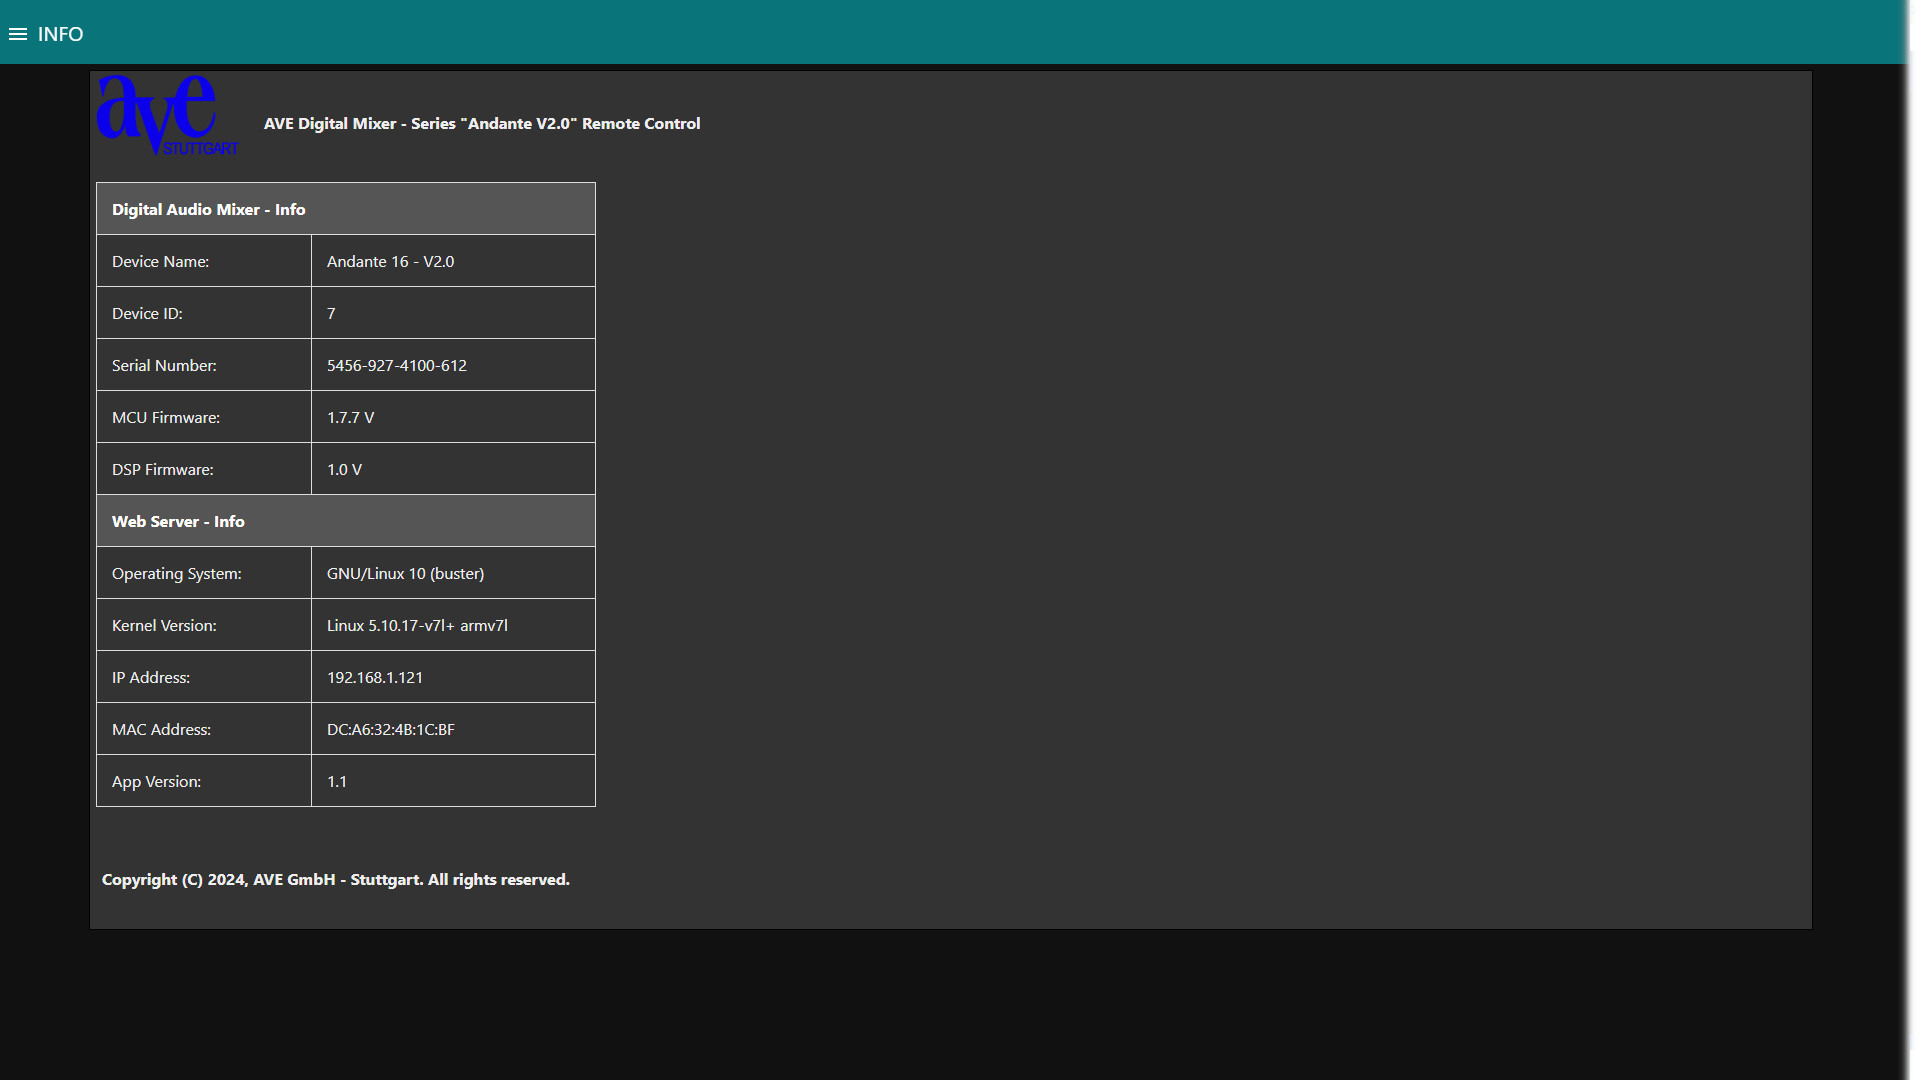 INFO
ave
STUTTGART
AVE Digital Mixer - Series "Andante V2.0" Remote Control
Digital Audio Mixer - Info
Device Name: Andante 16 - V2.0
Device ID: 7
Serial Number: 5456-927-4100-612
MCU Firmware: 1.7.7 V
DSP Firmware: 1.0 V
Web Server - Info
Operating System: GNU/Linux 10 (buster)
Kernel Version: Linux 5.10.17-v7l+ armv7l
IP Address: 192.168.1.121
MAC Address: DC:A6:32:4B:1C:BF
App Version: 1.1
Copyright (C) 2024, AVE GmbH - Stuttgart. All rights reserved.